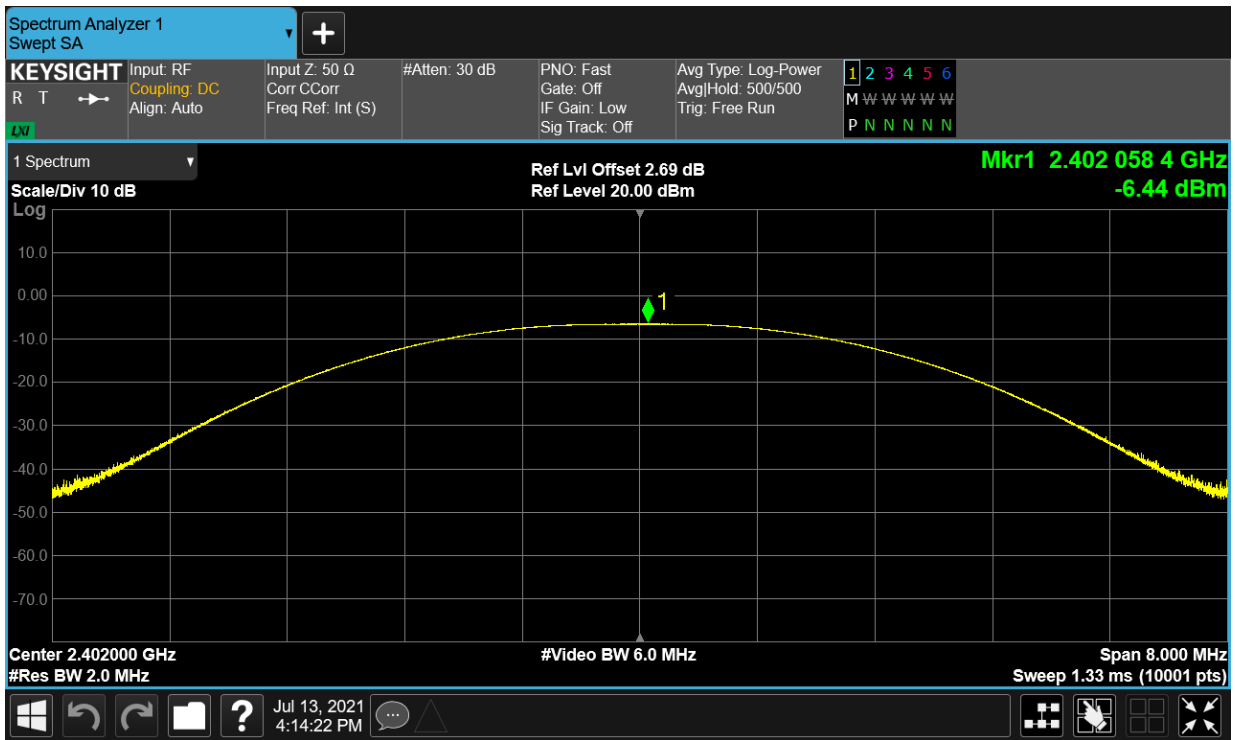 Spectrum Analyzer 1
Swept SA
KEYSIGHT
R T
LXI
Input: RF
Coupling: DC
Align: Auto
Input Z: 50 Ω
Corr CCorr
Freq Ref: Int (S)
#Atten: 30 dB
PNO: Fast
Gate: Off
IF Gain: Low
Sig Track: Off
Avg Type: Log-Power
Avg|Hold: 500/500
Trig: Free Run
1 2 3 4 5 6
M W W W W W
P N N N N N
1 Spectrum
Scale/Div 10 dB
Ref Lvl Offset 2.69 dB
Ref Level 20.00 dBm
Mkr1 2.402 058 4 GHz
-6.44 dBm
Log
10.0
0.00
1
-10.0
-20.0
-30.0
-40.0
-50.0
-60.0
-70.0
Center 2.402000 GHz
#Video BW 6.0 MHz
Span 8.000 MHz
#Res BW 2.0 MHz
Sweep 1.33 ms (10001 pts)
?
Jul 13, 2021
4:14:22 PM